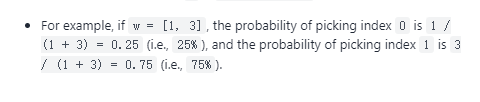 • For example, if w = [1, 3], the probability of picking index 0 is 1 /
(1 + 3) = 0.25 (i.e., 25%), and the probability of picking index 1 is 3
/ (1 + 3) = 0.75 (i.e., 75%).